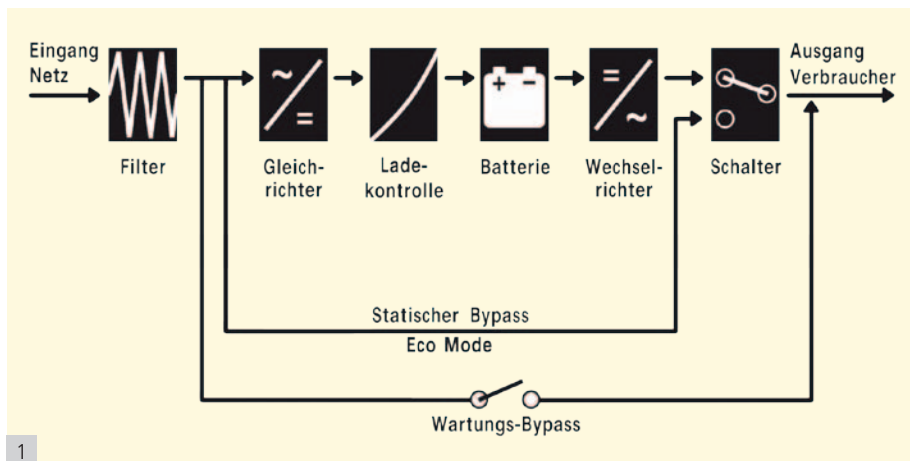 Eingang
Netz
Ausgang
Verbraucher
~
=
+ -
=
~
Filter
Gleich-
richter
Lade-
kontrolle
Batterie
Wechsel-
richter
Schalter
Statischer Bypass
Eco Mode
Wartungs-Bypass
1